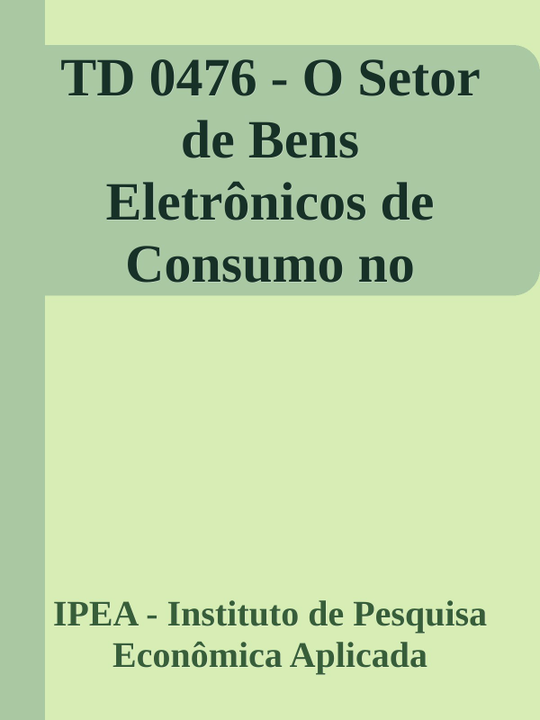 TD 0476 - O Setor
de Bens
Eletrônicos de
Consumo no
IPEA - Instituto de Pesquisa
Econômica Aplicada